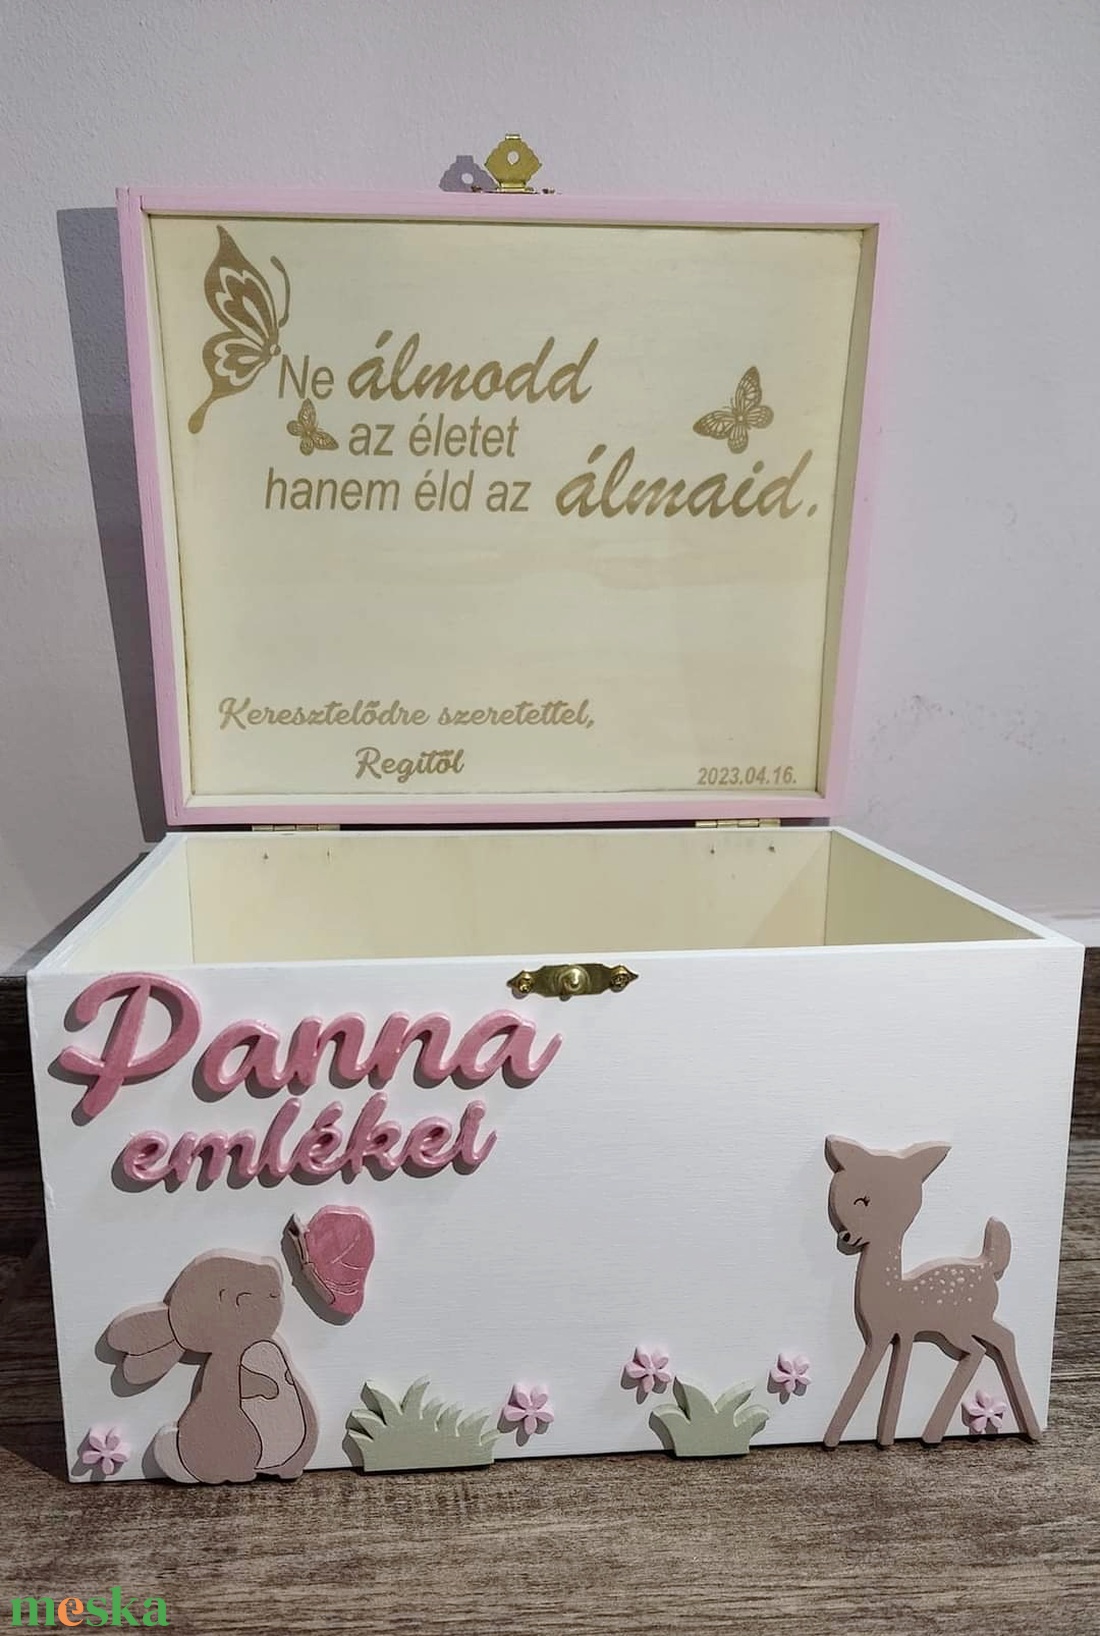 Ne álmodd
az életet
hanem éld az álmaid.
Keresztelődre szeretettel,
Regitől
2023.04.16.
Panna
emlékei
meska